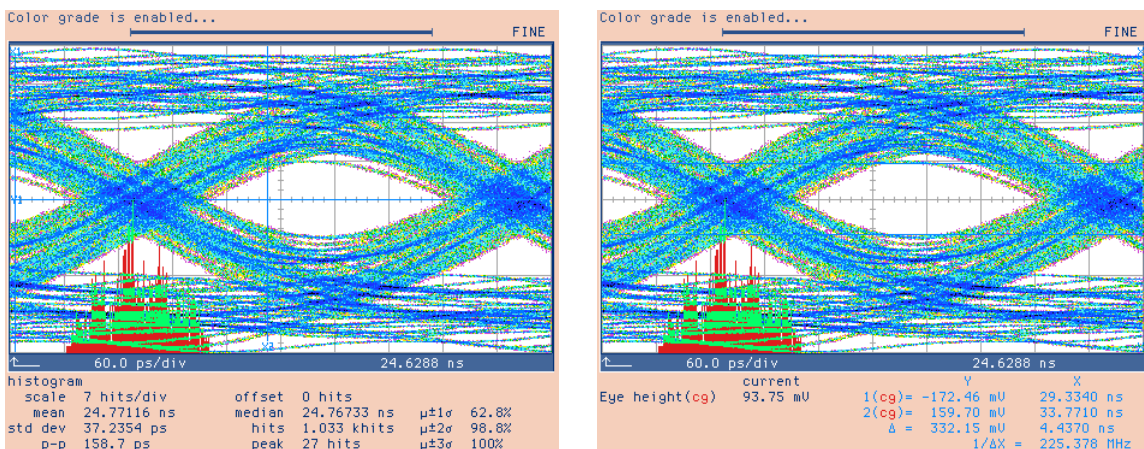 Color grade is enabled...
FINE
X1
Y1
X2
60.0 ps/div 24.6288 ns
histogram
scale 7 hits/div offset 0 hits
mean 24.77116 ns median 24.76733 ns μ±1σ 62.8%
std dev 37.2354 ps hits 1.033 khits μ±2σ 98.8%
p-p 158.7 ps peak 27 hits μ±3σ 100%
Color grade is enabled...
FINE
60.0 ps/div 24.6288 ns
current Y X
Eye height(cg) 93.75 mV 1(cg)= -172.46 mV 29.3340 ns
2(cg)= 159.70 mV 33.7710 ns
Δ = 332.15 mV 4.4370 ns
1/ΔX = 225.378 MHz